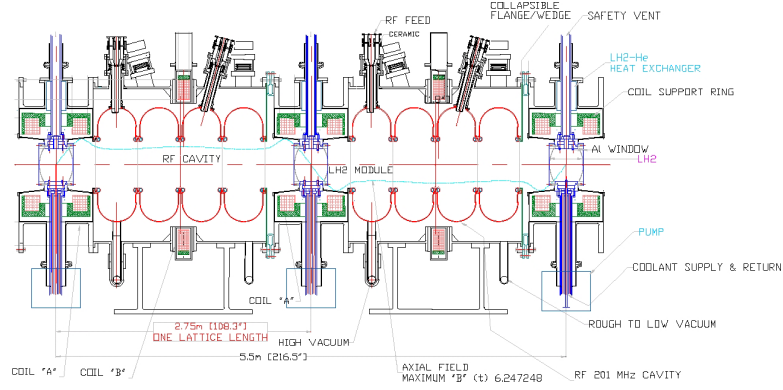 COLLAPSIBLE
FLANGE/WEDGE
SAFETY VENT
RF FEED
CERAMIC
LH2-He
HEAT EXCHANGER
COIL SUPPORT RING
Al WINDOW
LH2
RF CAVITY
LH2 MODULE
PUMP
COOLANT SUPPLY & RETURN
COIL "A"
ROUGH TO LOW VACUUM
2.75m [108.3"]
ONE LATTICE LENGTH
HIGH VACUUM
5.5m [216.5"]
COIL "A"
COIL "B"
AXIAL FIELD
MAXIMUM "B" (t) 6.247248
RF 201 MHz CAVITY